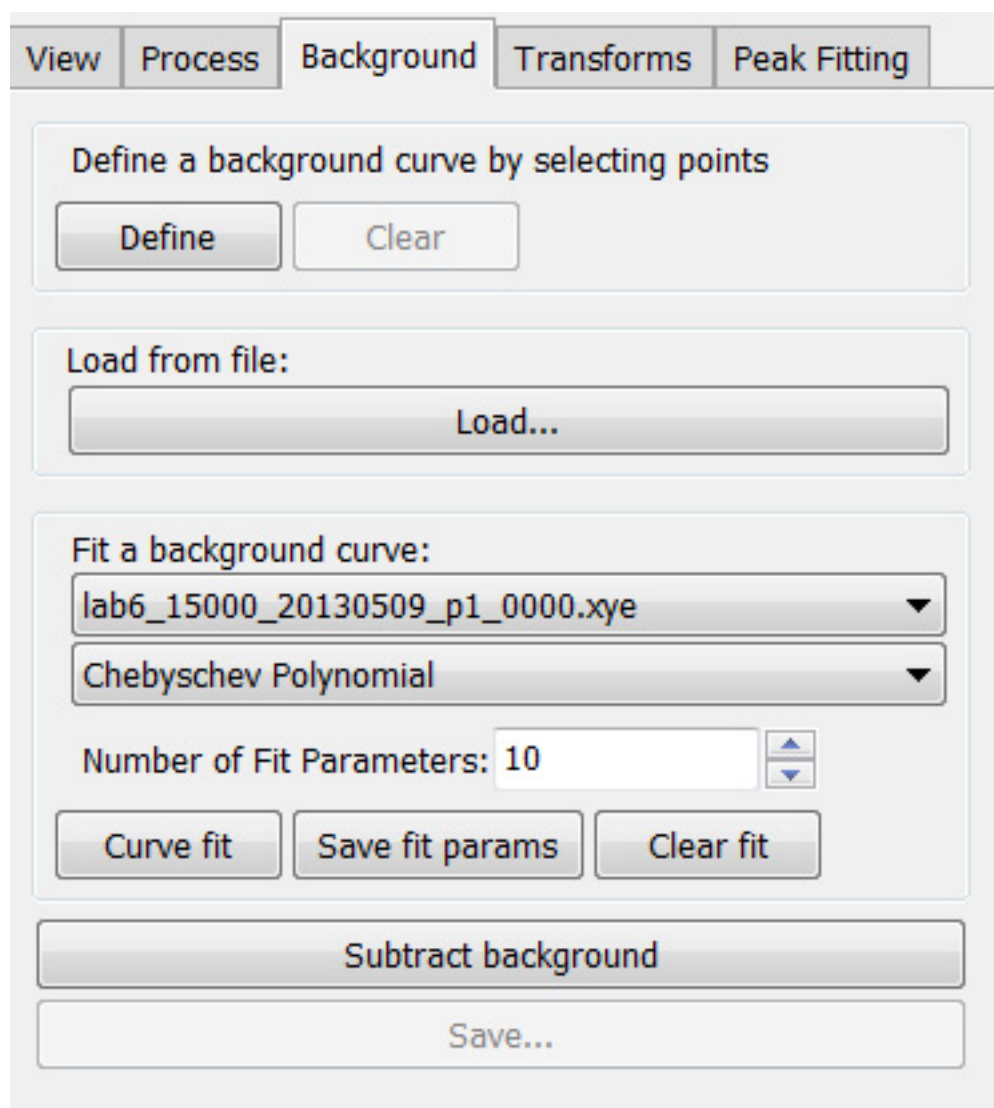 View Process Background Transforms Peak Fitting
Define a background curve by selecting points
Define Clear
Load from file:
Load...
Fit a background curve:
lab6_15000_20130509_p1_0000.xye
Chebyschev Polynomial
Number of Fit Parameters: 10
Curve fit Save fit params Clear fit
Subtract background
Save...